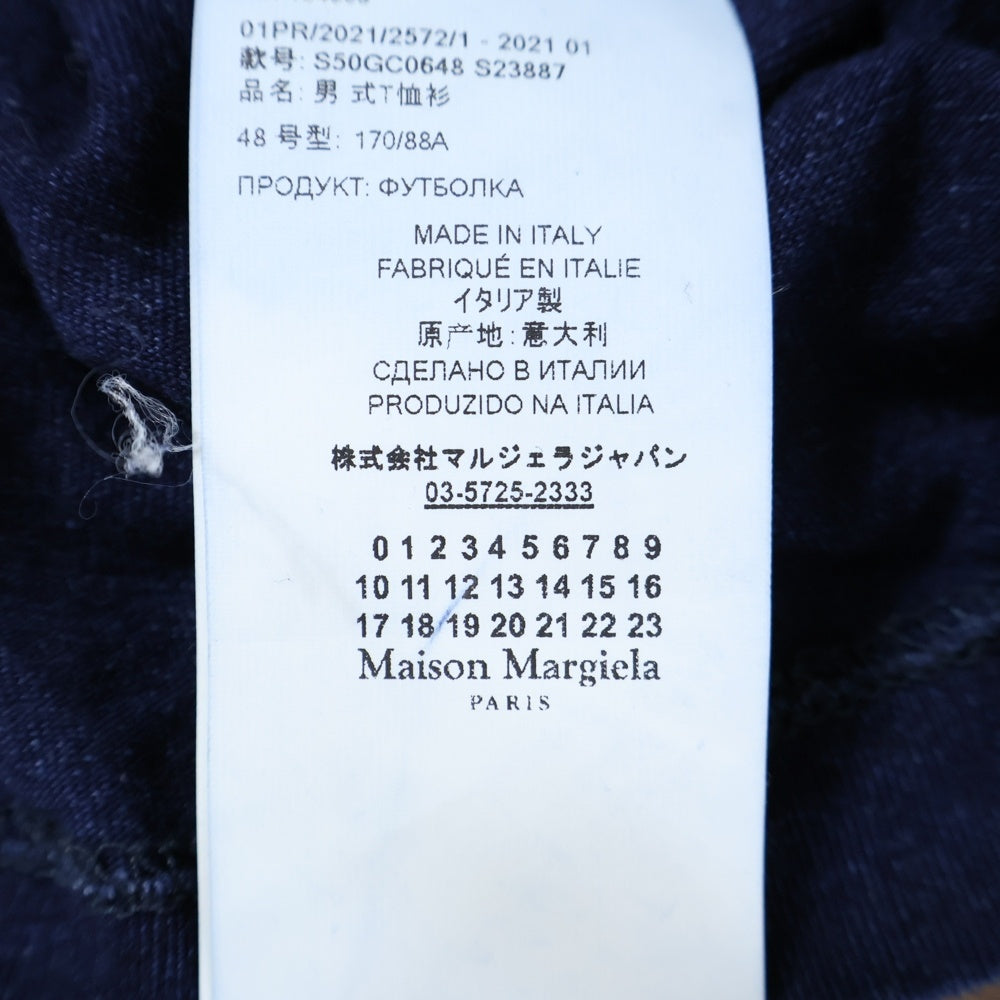 01PR/2021/2572/1 - 2021 01
款号: S50GC0648 S23887
品名: 男 式T恤衫
48 号型: 170/88A
ПРОДУКТ: ФУТБОЛКА
MADE IN ITALY
FABRIQUÉ EN ITALIE
イタリア製
原产地:意大利
СДЕЛАНО В ИТАЛИИ
PRODUZIDO NA ITALIA
株式会社マルジェラジャパン
03-5725-2333
0 1 2 3 4 5 6 7 8 9
10 11 12 13 14 15 16
17 18 19 20 21 22 23
Maison Margiela
PARIS